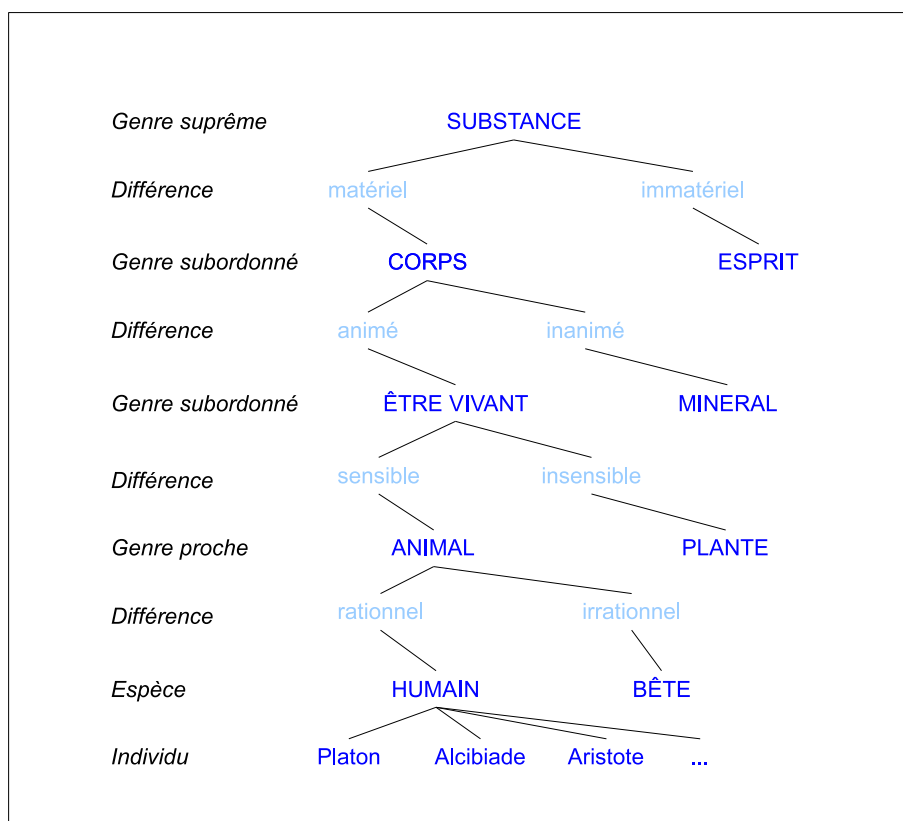 Genre suprême SUBSTANCE
Différence matériel immatériel
Genre subordonné CORPS ESPRIT
Différence animé inanimé
Genre subordonné ÊTRE VIVANT MINERAL
Différence sensible insensible
Genre proche ANIMAL PLANTE
Différence rationnel irrationnel
Espèce HUMAIN BÊTE
Individu Platon Alcibiade Aristote ...